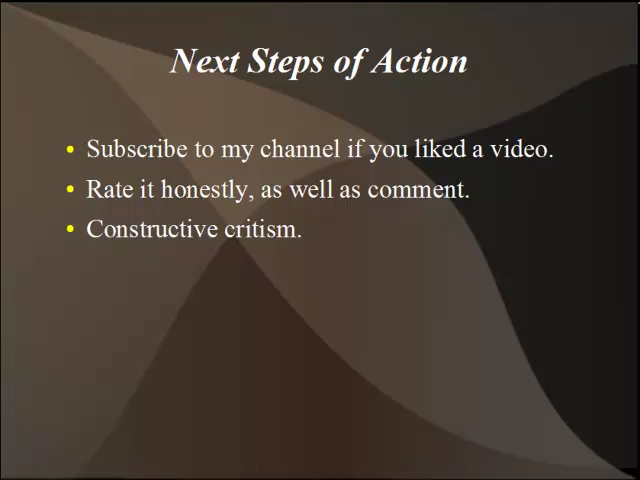 Next Steps of Action
• Subscribe to my channel if you liked a video.
• Rate it honestly, as well as comment.
• Constructive critism.